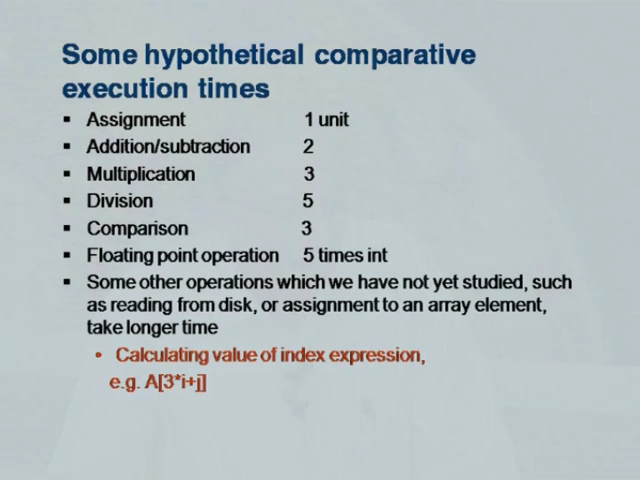 Some hypothetical comparative
execution times
▪ Assignment 1 unit
▪ Addition/subtraction 2
▪ Multiplication 3
▪ Division 5
▪ Comparison 3
▪ Floating point operation 5 times int
▪ Some other operations which we have not yet studied, such
as reading from disk, or assignment to an array element,
take longer time
• Calculating value of index expression,
e.g. A[3*i+j]